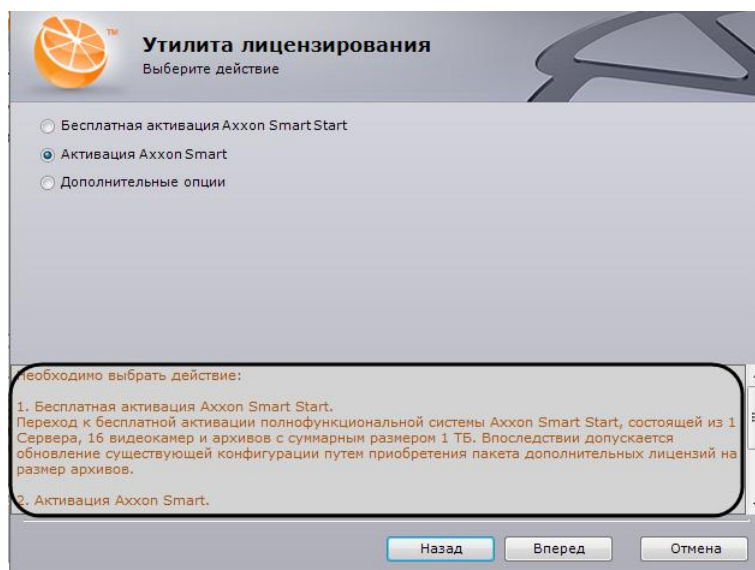 TM
Утилита лицензирования
Выберите действие
Бесплатная активация Axxon Smart Start
Активация Axxon Smart
Дополнительные опции
Необходимо выбрать действие:
1. Бесплатная активация Axxon Smart Start.
Переход к бесплатной активации полнофункциональной системы Axxon Smart Start, состоящей из 1
Сервера, 16 видеокамер и архивов с суммарным размером 1 ТБ. Впоследствии допускается
обновление существующей конфигурации путем приобретения пакета дополнительных лицензий на
размер архивов.
2. Активация Axxon Smart.
Назад
Вперед
Отмена